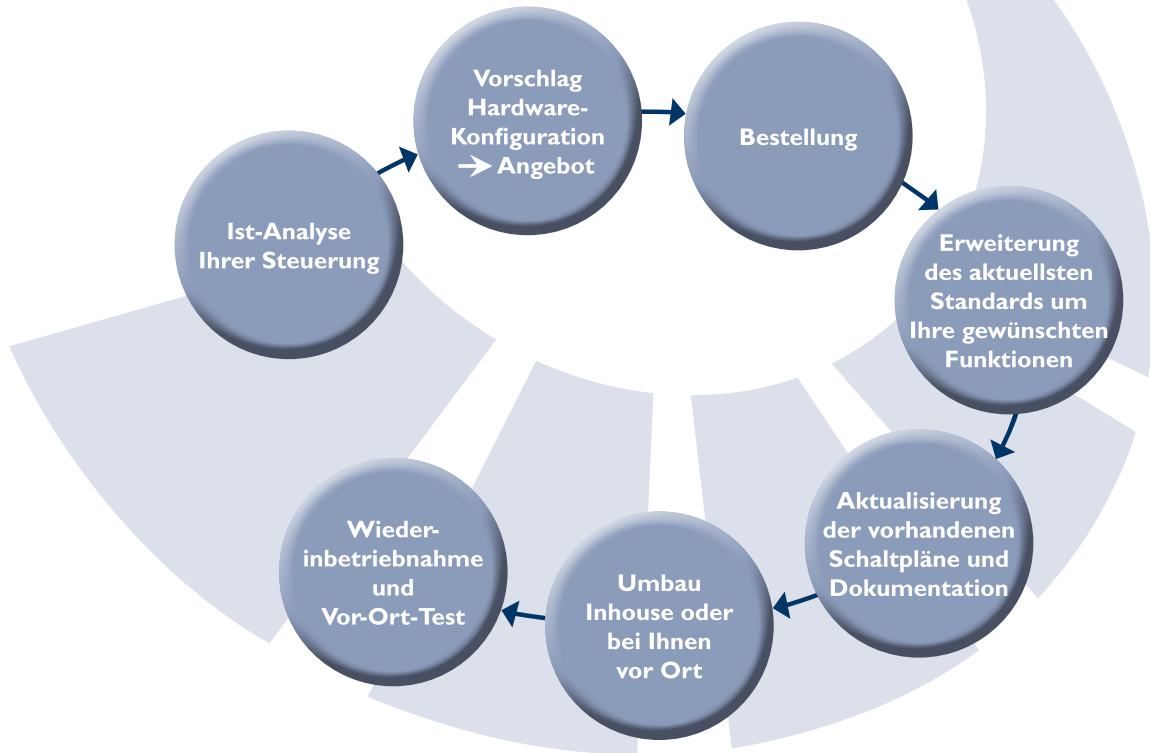 Ist-Analyse
Ihrer Steuerung
Vorschlag
Hardware-
Konfiguration
→ Angebot
Bestellung
Erweiterung
des aktuellsten
Standards um
Ihre gewünschten
Funktionen
Aktualisierung
der vorhandenen
Schaltpläne und
Dokumentation
Umbau
Inhouse oder
bei Ihnen
vor Ort
Wieder-
inbetriebnahme
und
Vor-Ort-Test